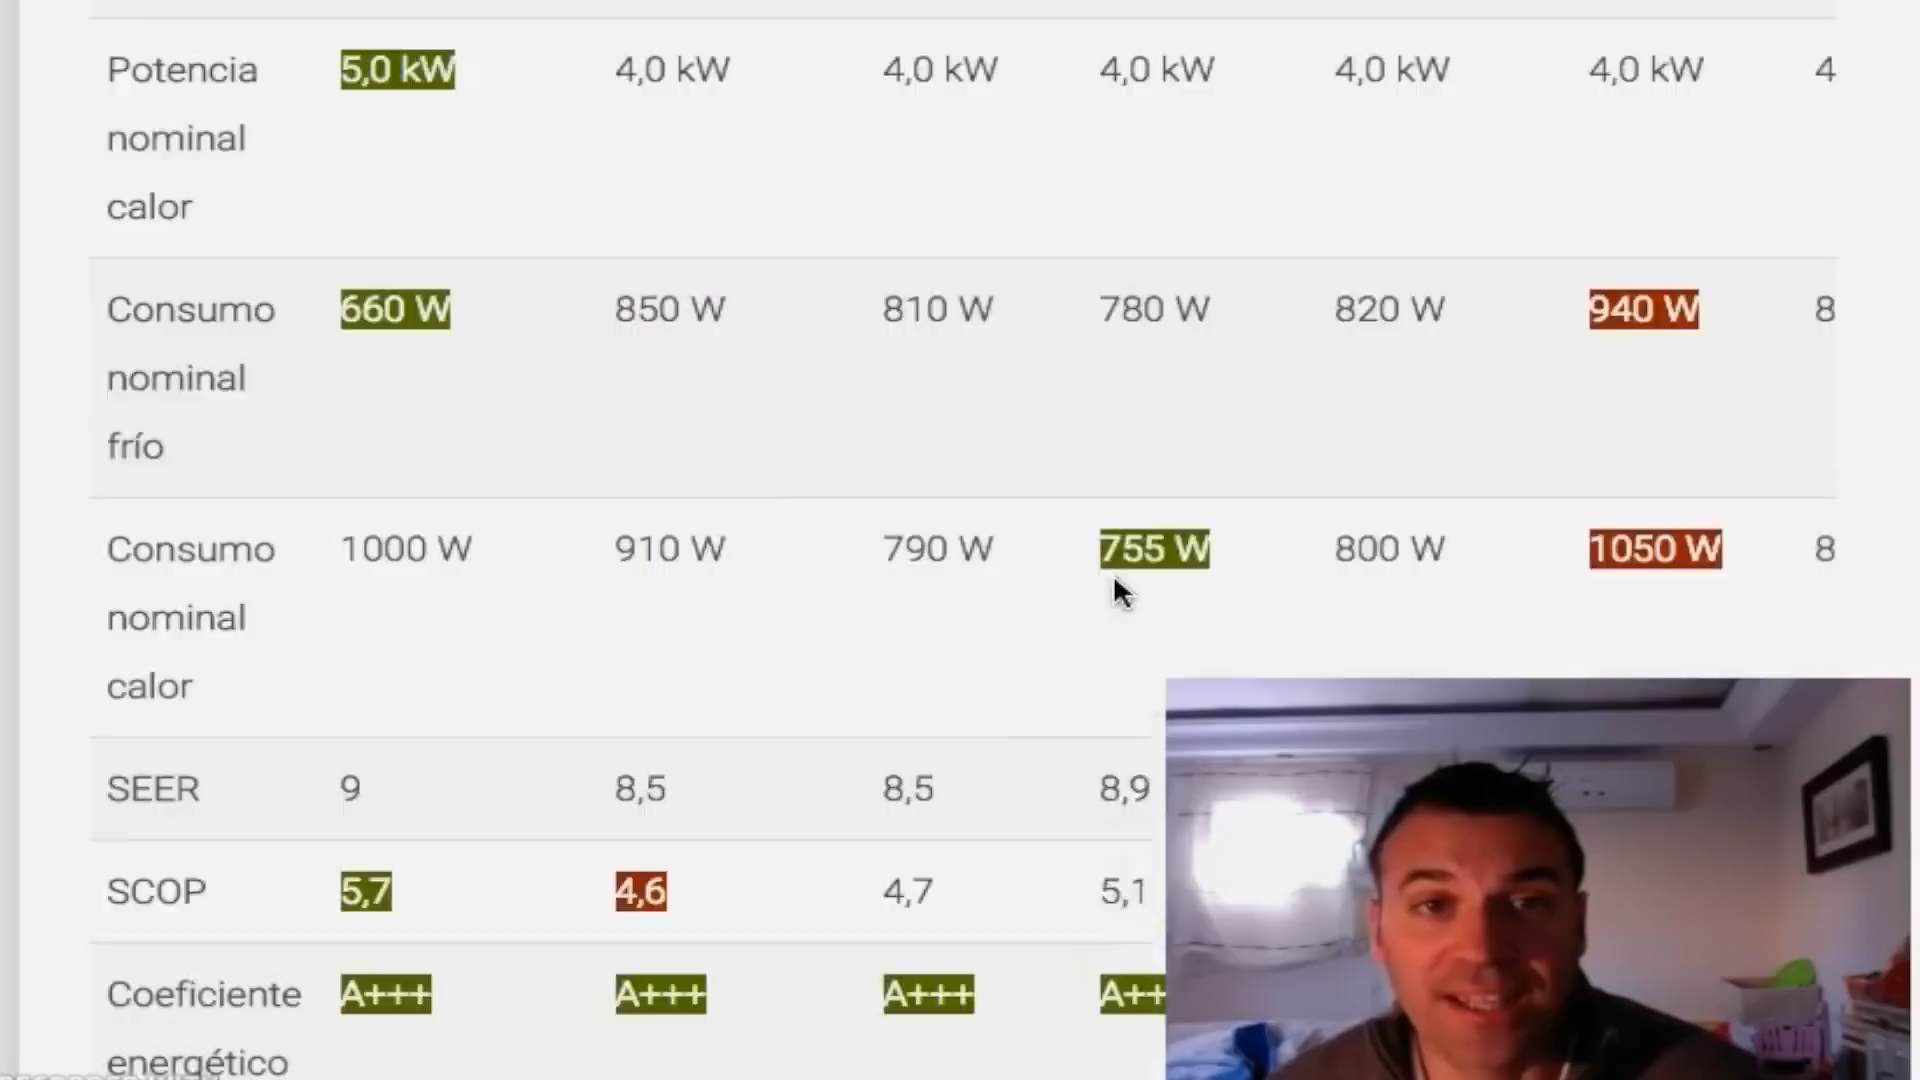 Potencia 5,0 kW 4,0 kW 4,0 kW 4,0 kW 4,0 kW 4,0 kW 4
nominal
calor
Consumo 660 W 850 W 810 W 780 W 820 W 940 W 8
nominal
frío
Consumo 1000 W 910 W 790 W 755 W 800 W 1050 W 8
nominal
calor
SEER 9 8,5 8,5 8,9
SCOP 5,7 4,6 4,7 5,1
Coeficiente A+++ A+++ A+++ A++
energético